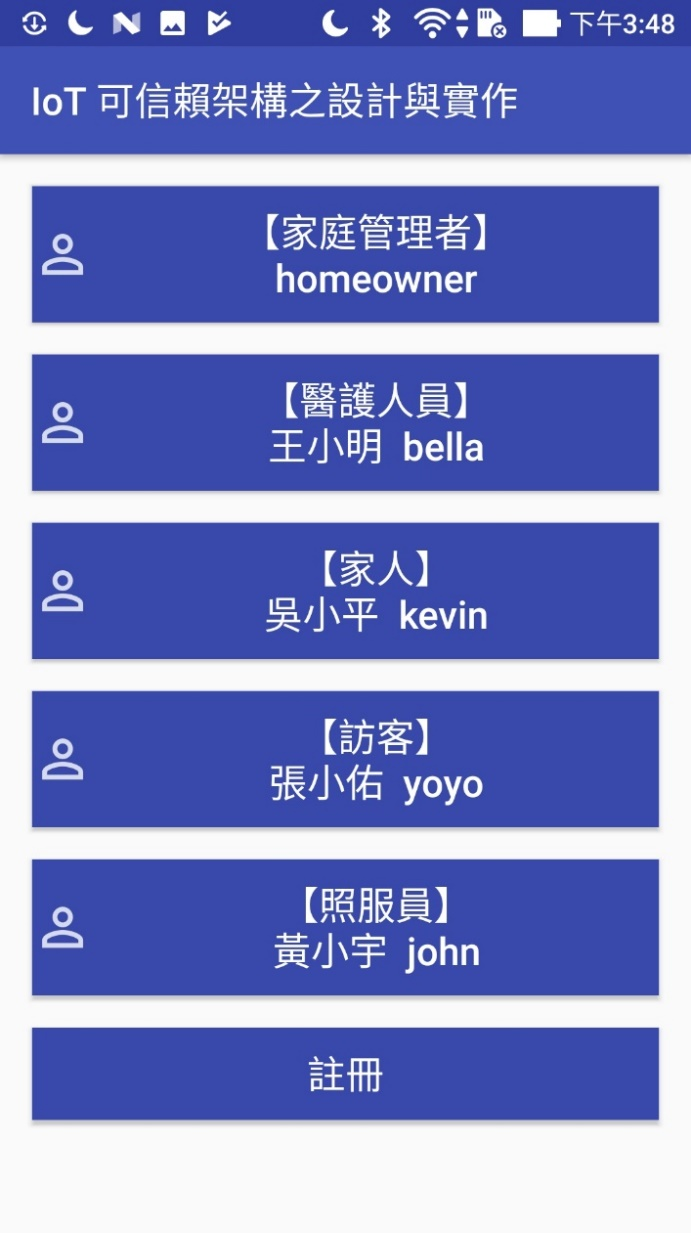 下午3:48
IoT 可信賴架構之設計與實作
【家庭管理者】
homeowner
【醫護人員】
王小明 bella
【家人】
吳小平 kevin
【訪客】
張小佑 yoyo
【照服員】
黃小宇 john
註冊